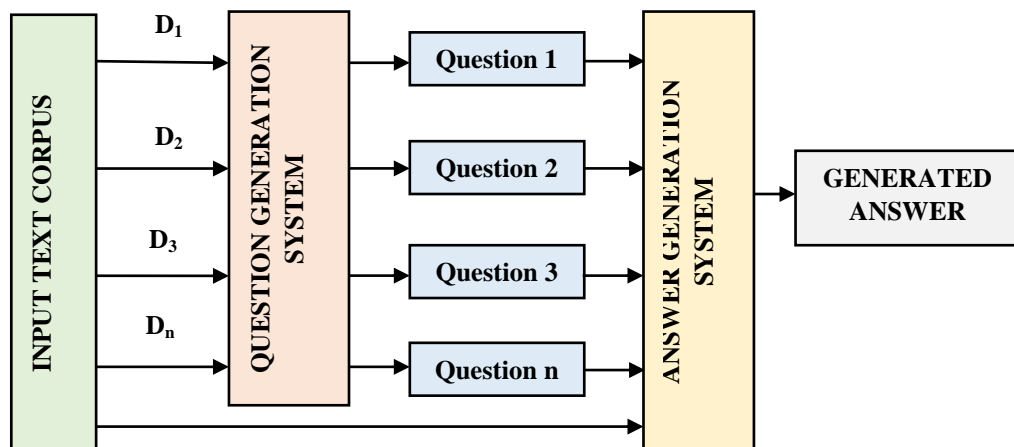 INPUT TEXT CORPUS
D1
D2
D3
Dn
QUESTION GENERATION
SYSTEM
Question 1
Question 2
Question 3
Question n
ANSWER GENERATION
SYSTEM
GENERATED
ANSWER